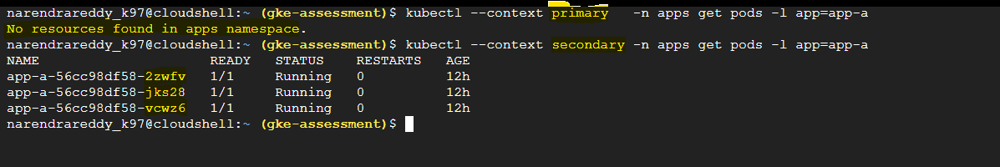 narendrareddy_k97@cloudshell:~ (gke-assessment)$ kubectl --context primary   -n apps get pods -l app=app-a
No resources found in apps namespace.
narendrareddy_k97@cloudshell:~ (gke-assessment)$ kubectl --context secondary -n apps get pods -l app=app-a
NAME                     READY   STATUS    RESTARTS   AGE
app-a-56cc98df58-2zwfv   1/1     Running   0          12h
app-a-56cc98df58-jks28   1/1     Running   0          12h
app-a-56cc98df58-vcwz6   1/1     Running   0          12h
narendrareddy_k97@cloudshell:~ (gke-assessment)$